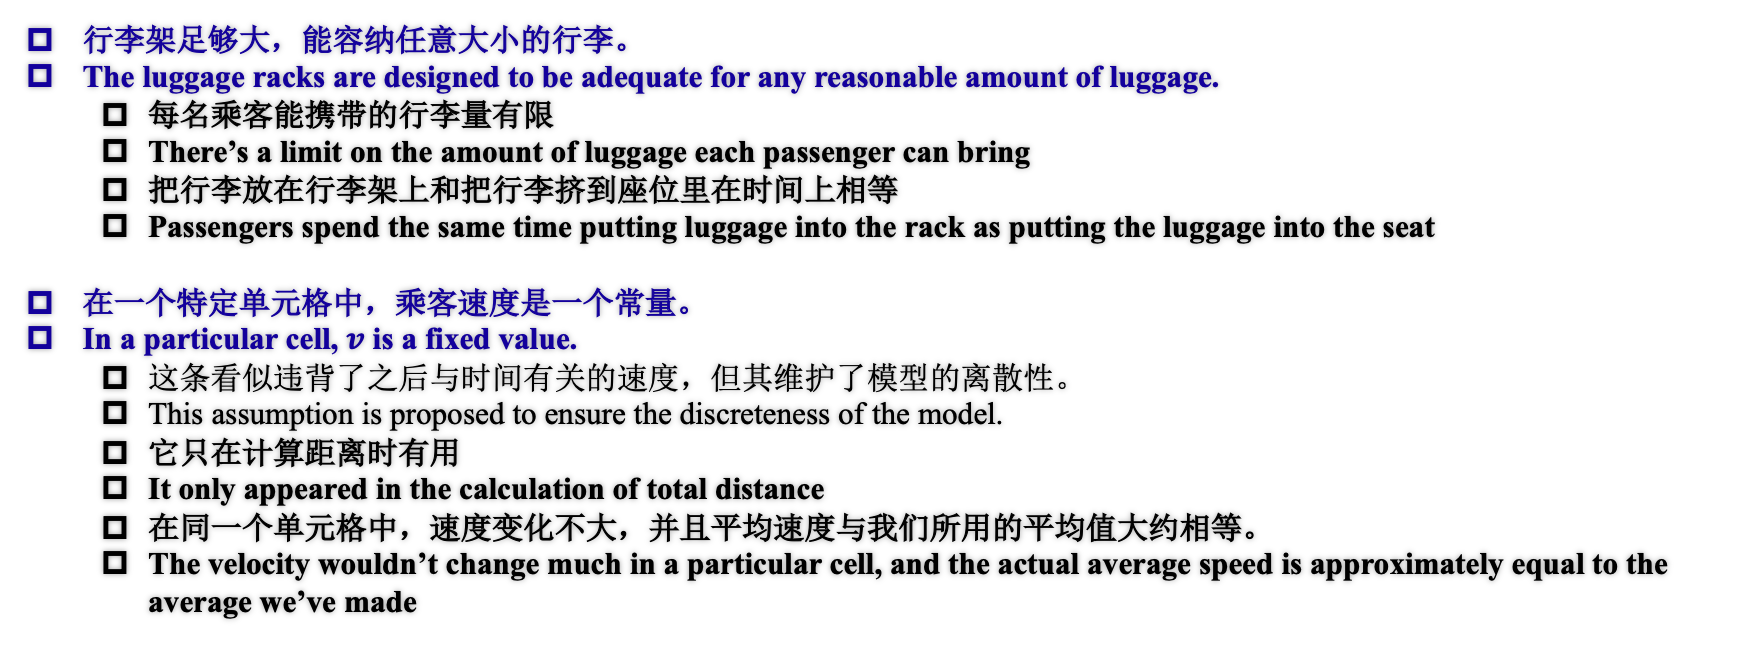 行李架足够大，能容纳任意大小的行李。
The luggage racks are designed to be adequate for any reasonable amount of luggage.
每名乘客能携带的行李量有限
There’s a limit on the amount of luggage each passenger can bring
把行李放在行李架上和把行李挤到座位里在时间上相等
Passengers spend the same time putting luggage into the rack as putting the luggage into the seat
在一个特定单元格中，乘客速度是一个常量。
In a particular cell, v is a fixed value.
这条看似违背了之后与时间有关的速度，但其维护了模型的离散性。
This assumption is proposed to ensure the discreteness of the model.
它只在计算距离时有用
It only appeared in the calculation of total distance
在同一个单元格中，速度变化不大，并且平均速度与我们所用的平均值大约相等。
The velocity wouldn’t change much in a particular cell, and the actual average speed is approximately equal to the
average we’ve made